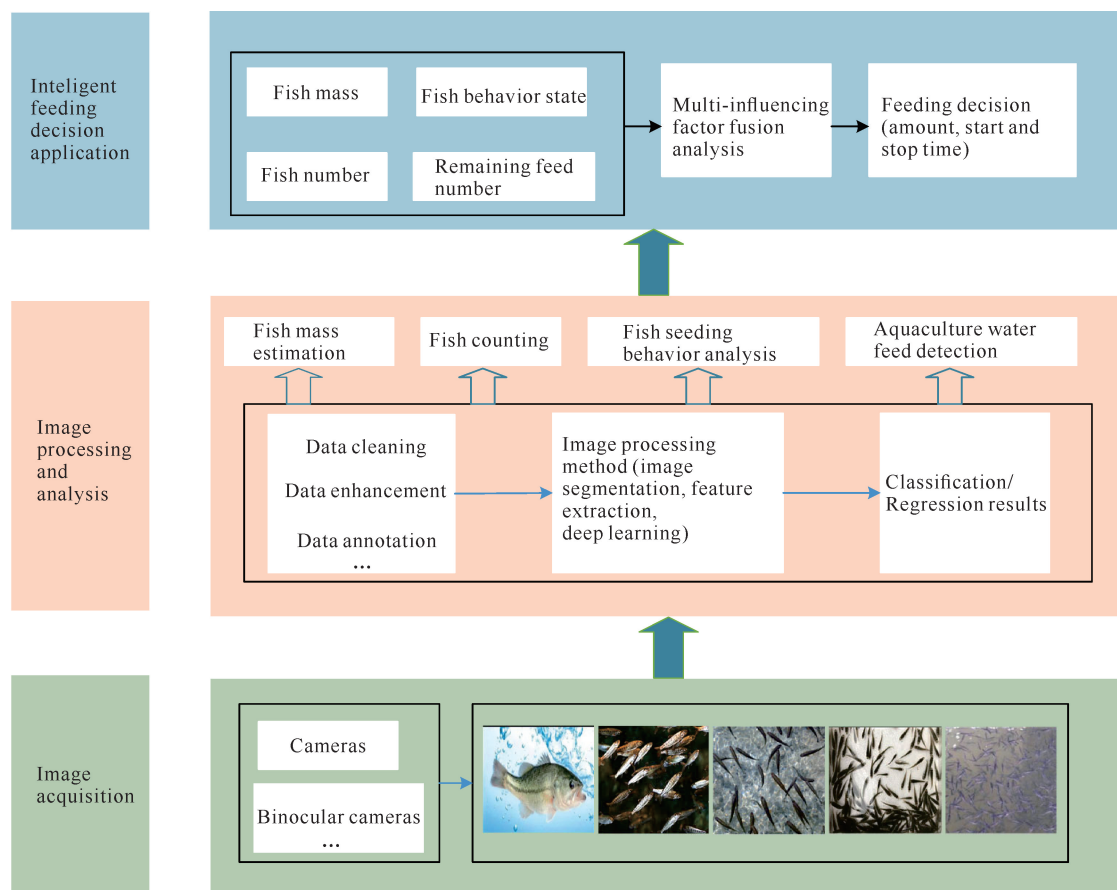 Inteligent
feeding
decision
application
Fish mass
Fish behavior state
Fish number
Remaining feed
number
Multi-influencing
factor fusion
analysis
Feeding decision
(amount, start and
stop time)
Image
processing
and
analysis
Fish mass
estimation
Fish counting
Fish seeding
behavior analysis
Aquaculture water
feed detection
Data cleaning
Data enhancement
Data annotation
...
Image processing
method (image
segmentation, feature
extraction,
deep learning)
Classification/
Regression results
Image
acquisition
Cameras
Binocular cameras
...